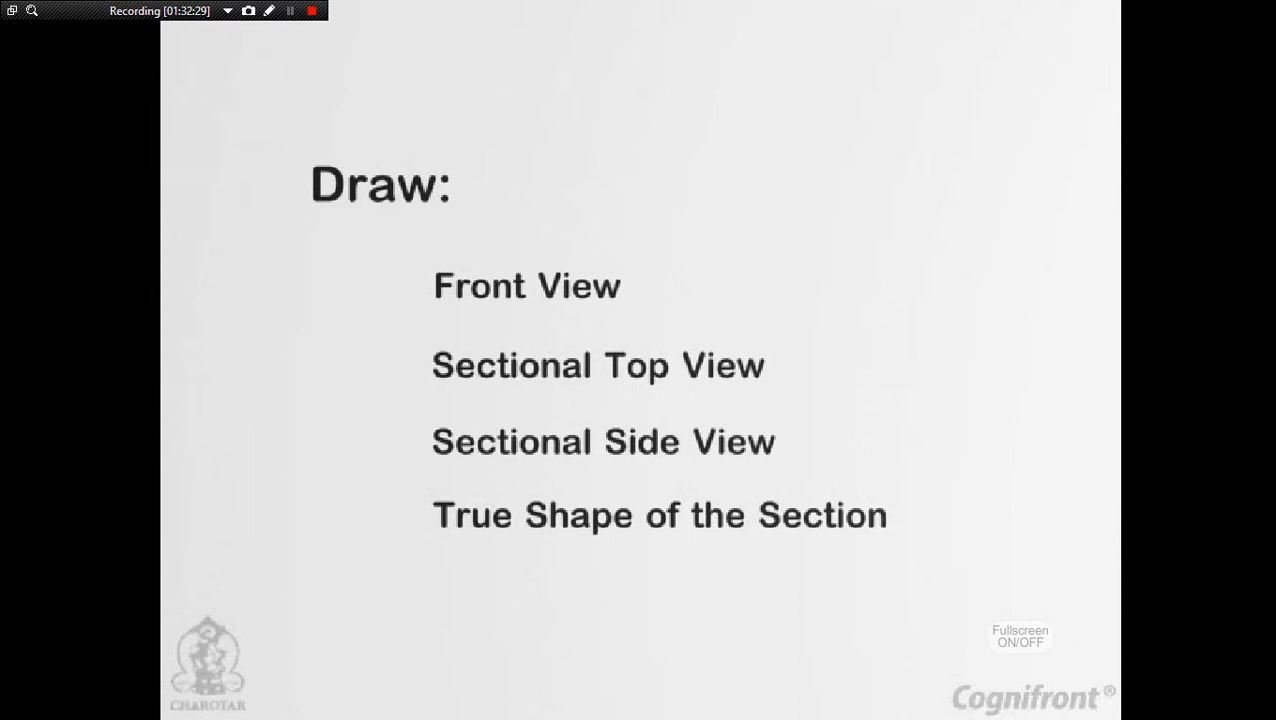 Recording [01:32:29]
Draw:
Front View
Sectional Top View
Sectional Side View
True Shape of the Section
Fullscreen
ON/OFF
CHAROTAR
Cognifront®